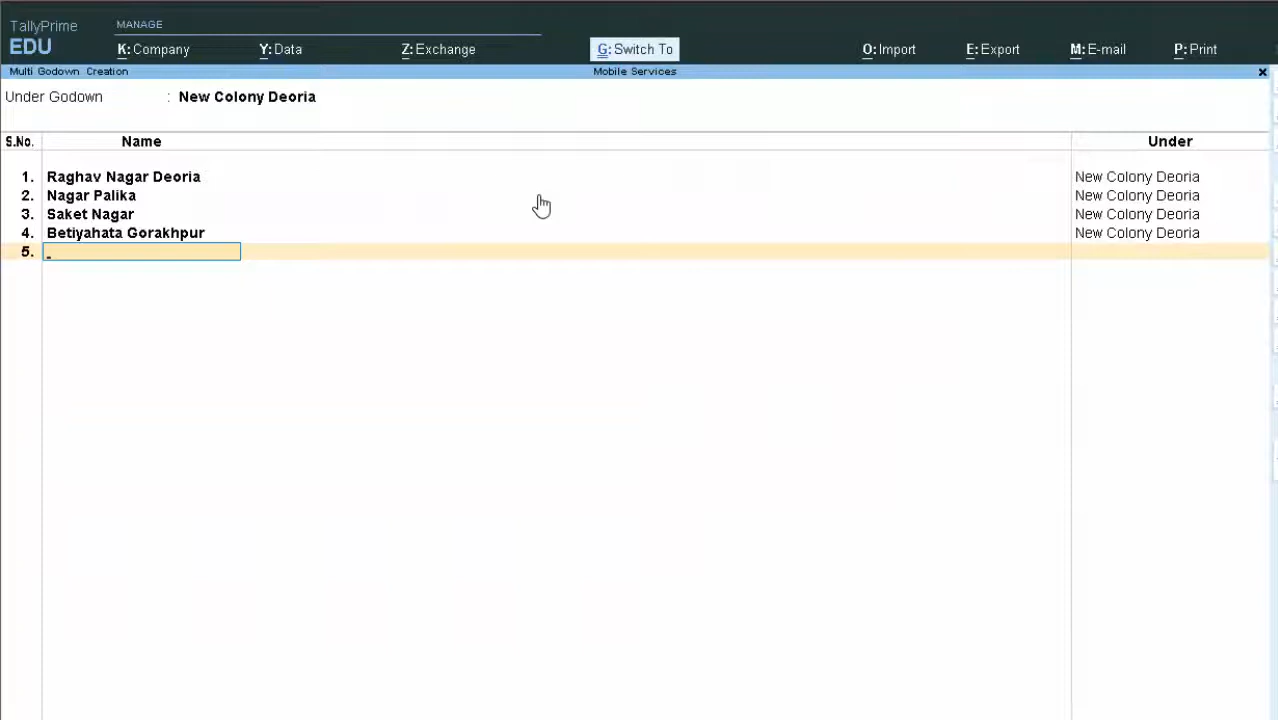 TallyPrime
MANAGE
EDU
K: Company
Y: Data
Z: Exchange
G: Switch To
O: Import
E: Export
M: E-mail
P: Print
Multi Godown Creation
Mobile Services
×
Under Godown : New Colony Deoria
S.No. Name Under
1. Raghav Nagar Deoria New Colony Deoria
2. Nagar Palika New Colony Deoria
3. Saket Nagar New Colony Deoria
4. Betiyahata Gorakhpur New Colony Deoria
5.